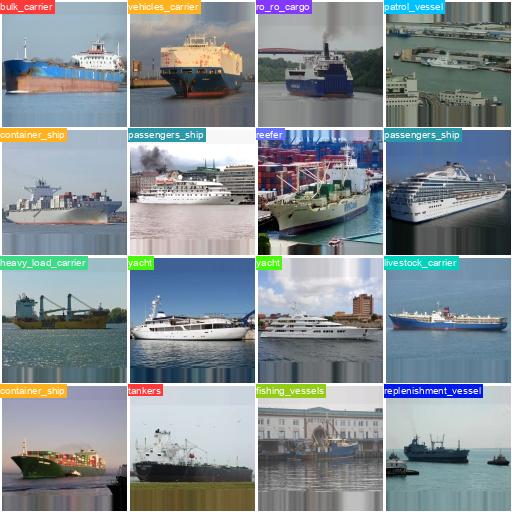 bulk_carrier
vehicles_carrier
ro_ro_cargo
patrol_vessel
container_ship
passengers_ship
reefer
passengers_ship
heavy_load_carrier
yacht
yacht
livestock_carrier
container_ship
tankers
fishing_vessels
replenishment_vessel